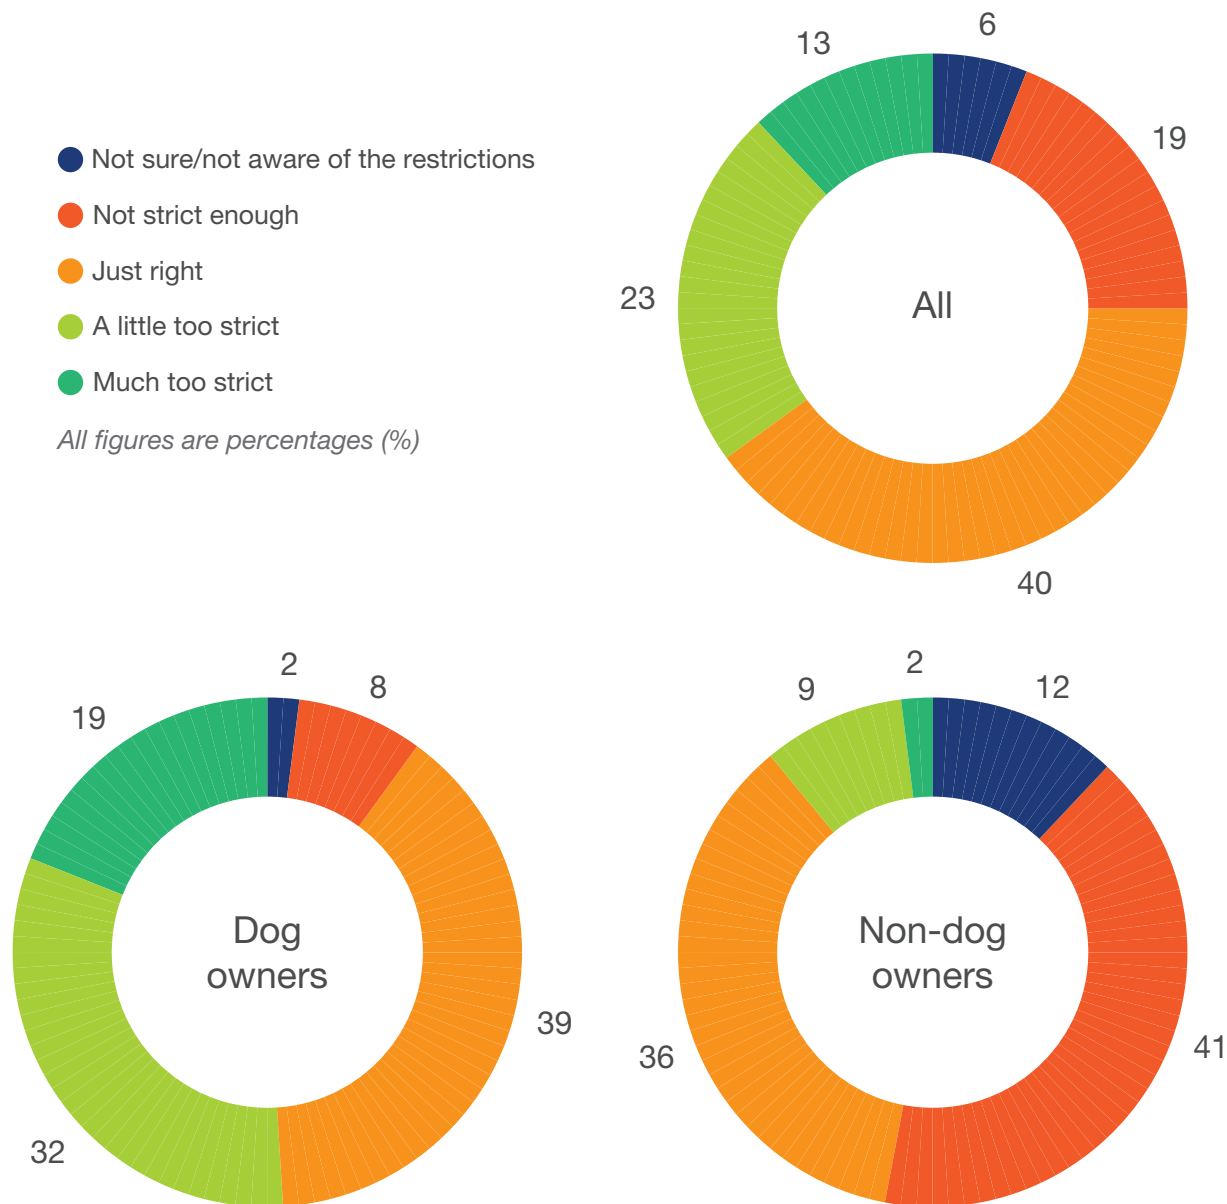 Not sure/not aware of the restrictions
Not strict enough
Just right
A little too strict
Much too strict
All figures are percentages (%)
13
6
19
23
All
40
2
8
19
Dog
owners
39
32
2
9
12
Non-dog
owners
36
41